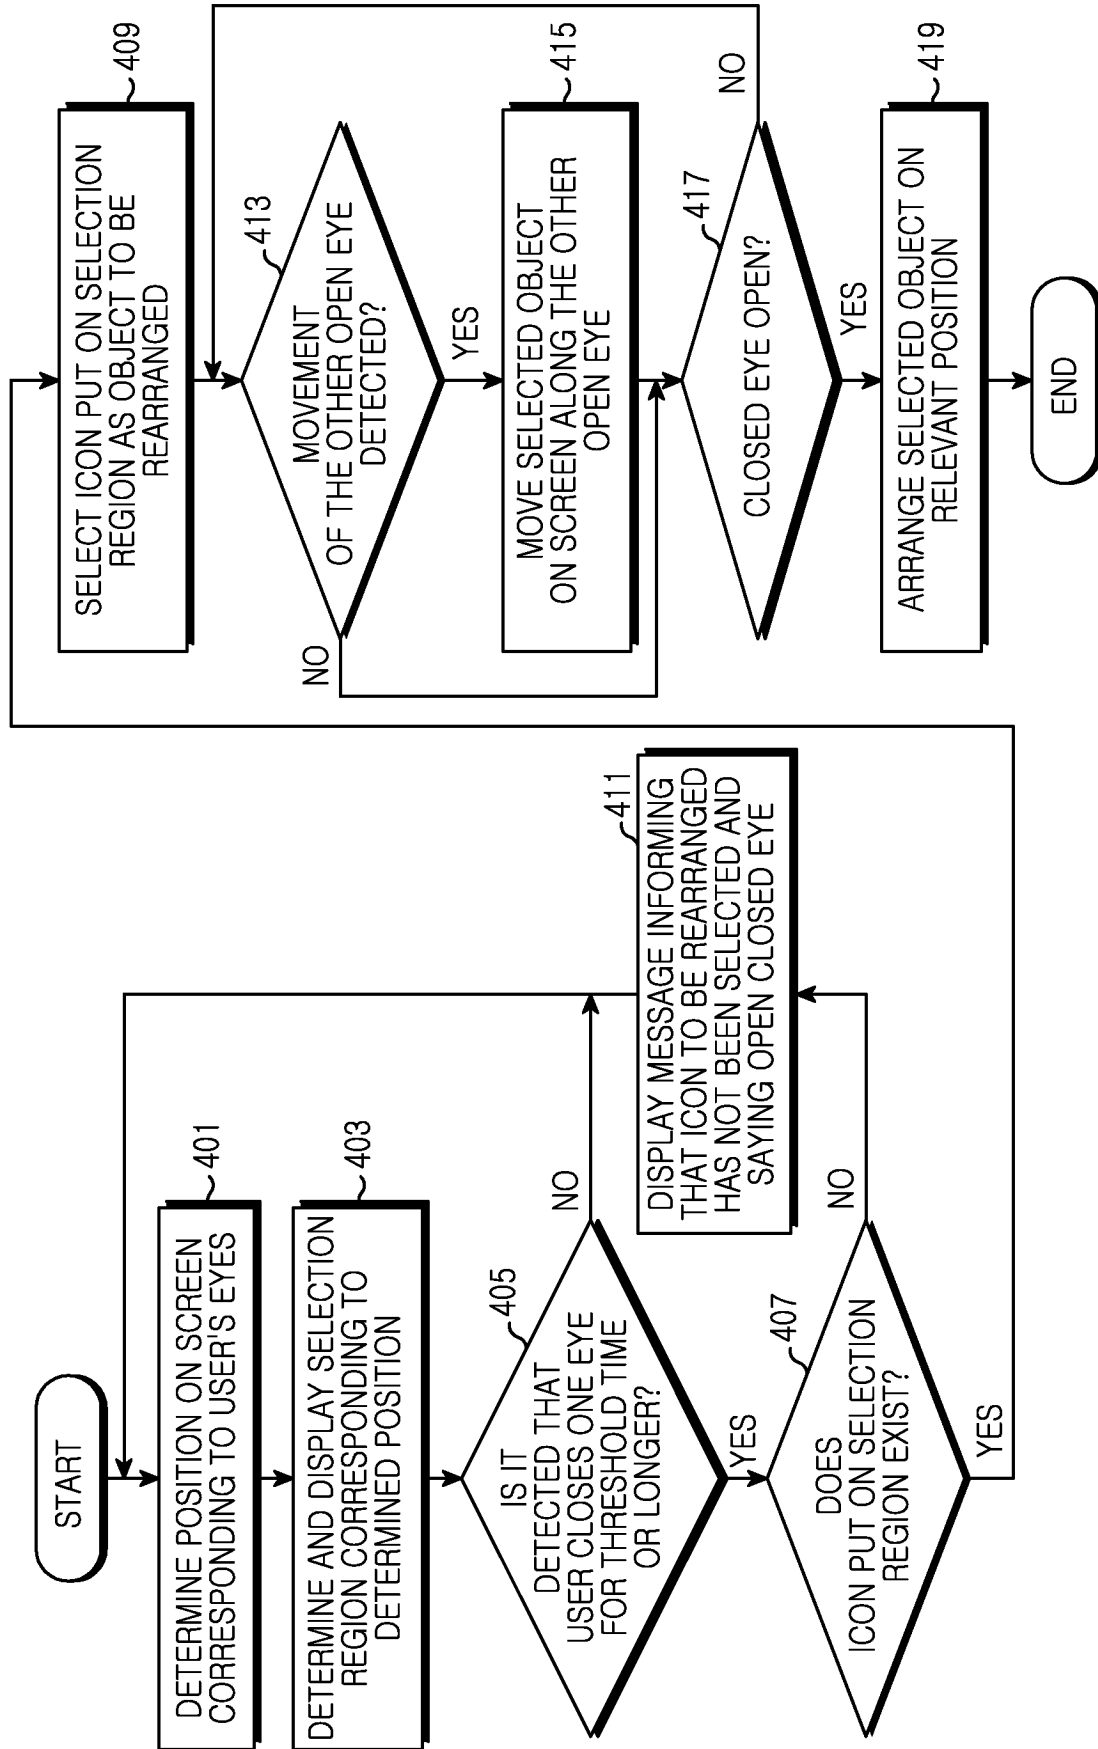 START
DETERMINE POSITION ON SCREEN
CORRESPONDING TO USER'S EYES
401
DETERMINE AND DISPLAY SELECTION
REGION CORRESPONDING TO
DETERMINED POSITION
403
IS IT
DETECTED THAT
USER CLOSES ONE EYE
FOR THRESHOLD TIME
OR LONGER?
405
NO
YES
DOES
ICON PUT ON SELECTION
REGION EXIST?
407
NO
YES
DISPLAY MESSAGE INFORMING
THAT ICON TO BE REARRANGED
HAS NOT BEEN SELECTED AND
SAYING OPEN CLOSED EYE
411
SELECT ICON PUT ON SELECTION
REGION AS OBJECT TO BE
REARRANGED
409
MOVEMENT
OF THE OTHER OPEN EYE
DETECTED?
413
NO
YES
MOVE SELECTED OBJECT
ON SCREEN ALONG THE OTHER
OPEN EYE
415
CLOSED EYE OPEN?
417
NO
YES
ARRANGE SELECTED OBJECT ON
RELEVANT POSITION
419
END